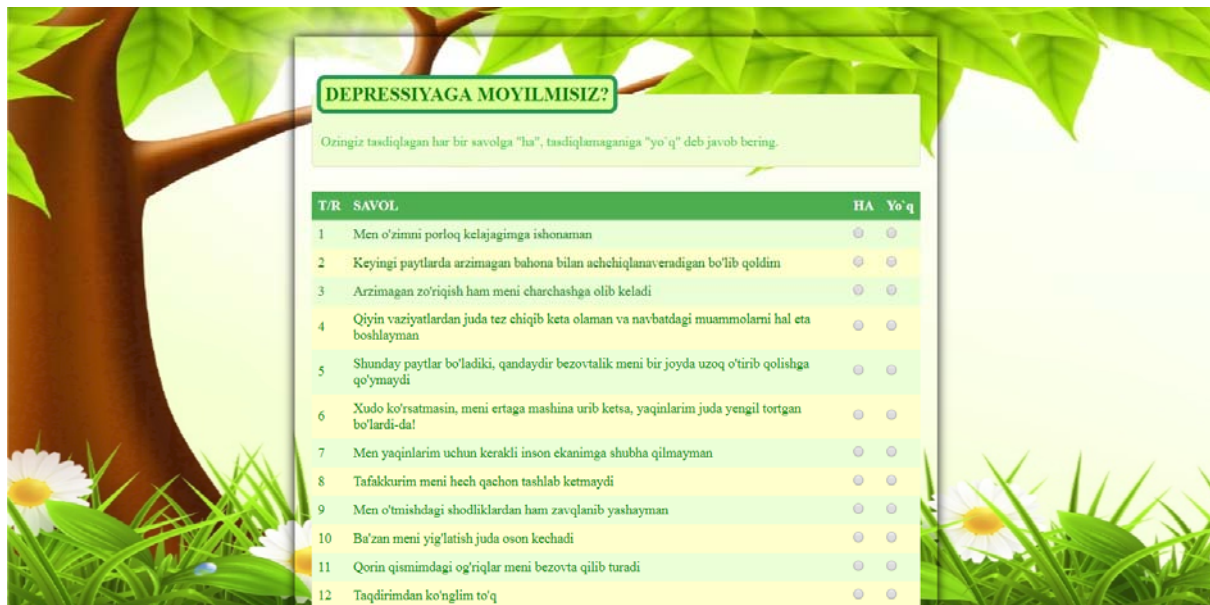 DEPRESSIYAGA MOYILMISIZ?
Ozingiz tasdiqlagan har bir savolga "ha", tasdiqlamaganiga "yo`q" deb javob bering.
T/R SAVOL HA Yo`q
1 Men o'zimni porloq kelajagimga ishonaman
2 Keyingi paytlarda arzimagan bahona bilan achchiqlanaveradigan bo'lib qoldim
3 Arzimagan zo'riqish ham meni charchashga olib keladi
4 Qiyin vaziyatlardan juda tez chiqib keta olaman va navbatdagi muammolarni hal eta
boshlayman
5 Shunday paytlar bo'ladiki, qandaydir bezovtalik meni bir joyda uzoq o'tirib qolishga
qo'ymaydi
6 Xudo ko'rsatmasin, meni ertaga mashina urib ketsa, yaqinlarim juda yengil tortgan
bo'lardi-da!
7 Men yaqinlarim uchun kerakli inson ekanimga shubha qilmayman
8 Tafakkurim meni hech qachon tashlab ketmaydi
9 Men o'tmishdagi shodliklardan ham zavqlanib yashayman
10 Ba'zan meni yig'latish juda oson kechadi
11 Qorin qismimdagi og'riqlar meni bezovta qilib turadi
12 Taqdirimdan ko'nglim to'q